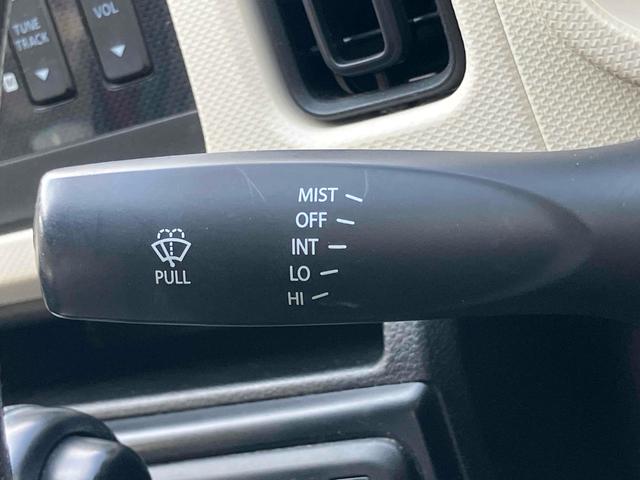 TUNE
TRACK
VOL
MIST
OFF
INT
LO
HI
PULL